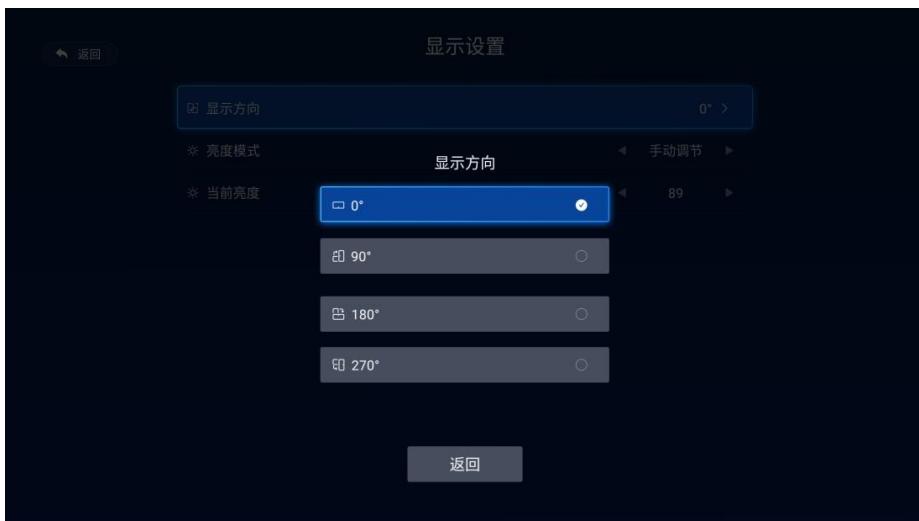 返回
显示设置
显示方向 0°
亮度模式 手动调节
当前亮度 89
显示方向
0°
90°
180°
270°
返回